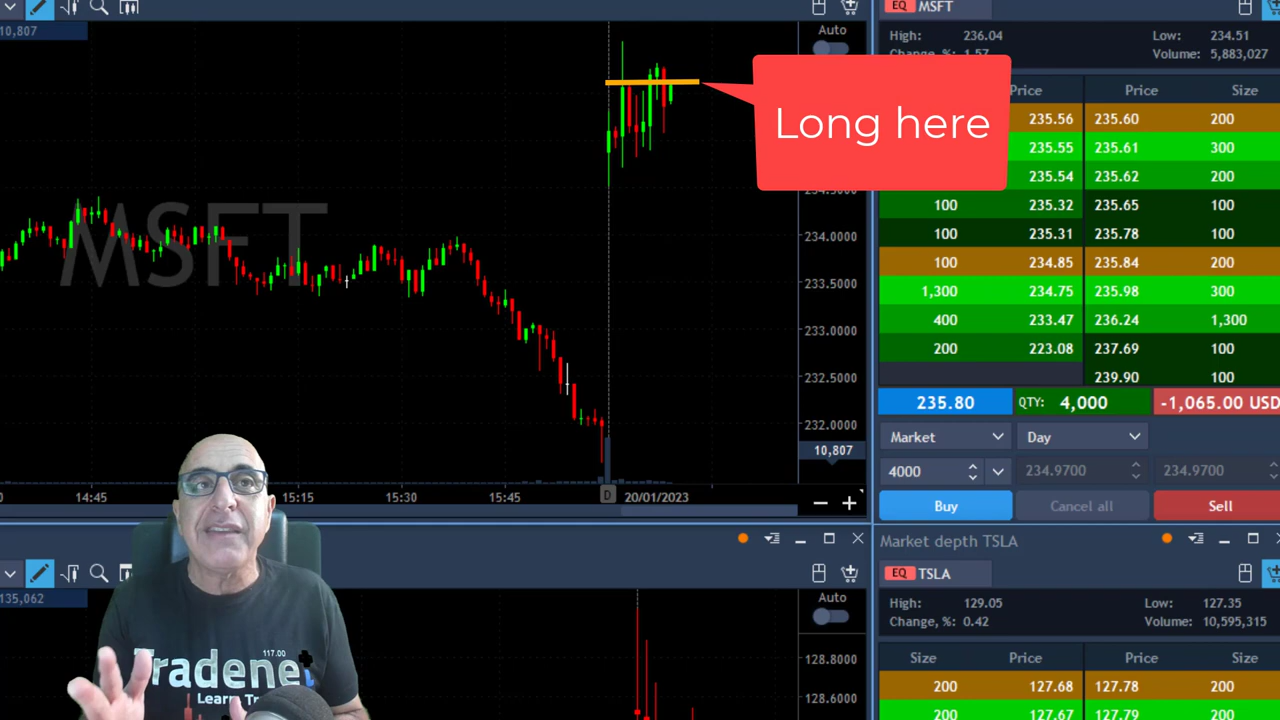 10,807
Auto
EQ MSFT
High: 236.04 Low: 234.51
Change, %: 1.57 Volume: 5,883,027
Long here
Price Price Size
235.56 235.60 200
235.55 235.61 300
235.54 235.62 200
100 235.32 235.65 100
100 235.31 235.78 100
100 234.85 235.84 200
1,300 234.75 235.98 300
400 233.47 236.24 1,300
200 223.08 237.69 100
239.90 100
MSFT
234.0000
233.5000
233.0000
232.5000
232.0000
10,807
14:45 15:15 15:30 15:45 D 20/01/2023
235.80 QTY: 4,000 -1,065.00 USD
Market Day
4000 234.9700 234.9700
Buy Cancel all Sell
Market depth TSLA
EQ TSLA
135,062
Auto
High: 129.05 Low: 127.35
Change, %: 0.42 Volume: 10,595,315
128.8000
128.6000
Size Price Price Size
200 127.68 127.78 200
200 127.67 127.79 200
117.00
Tradenet